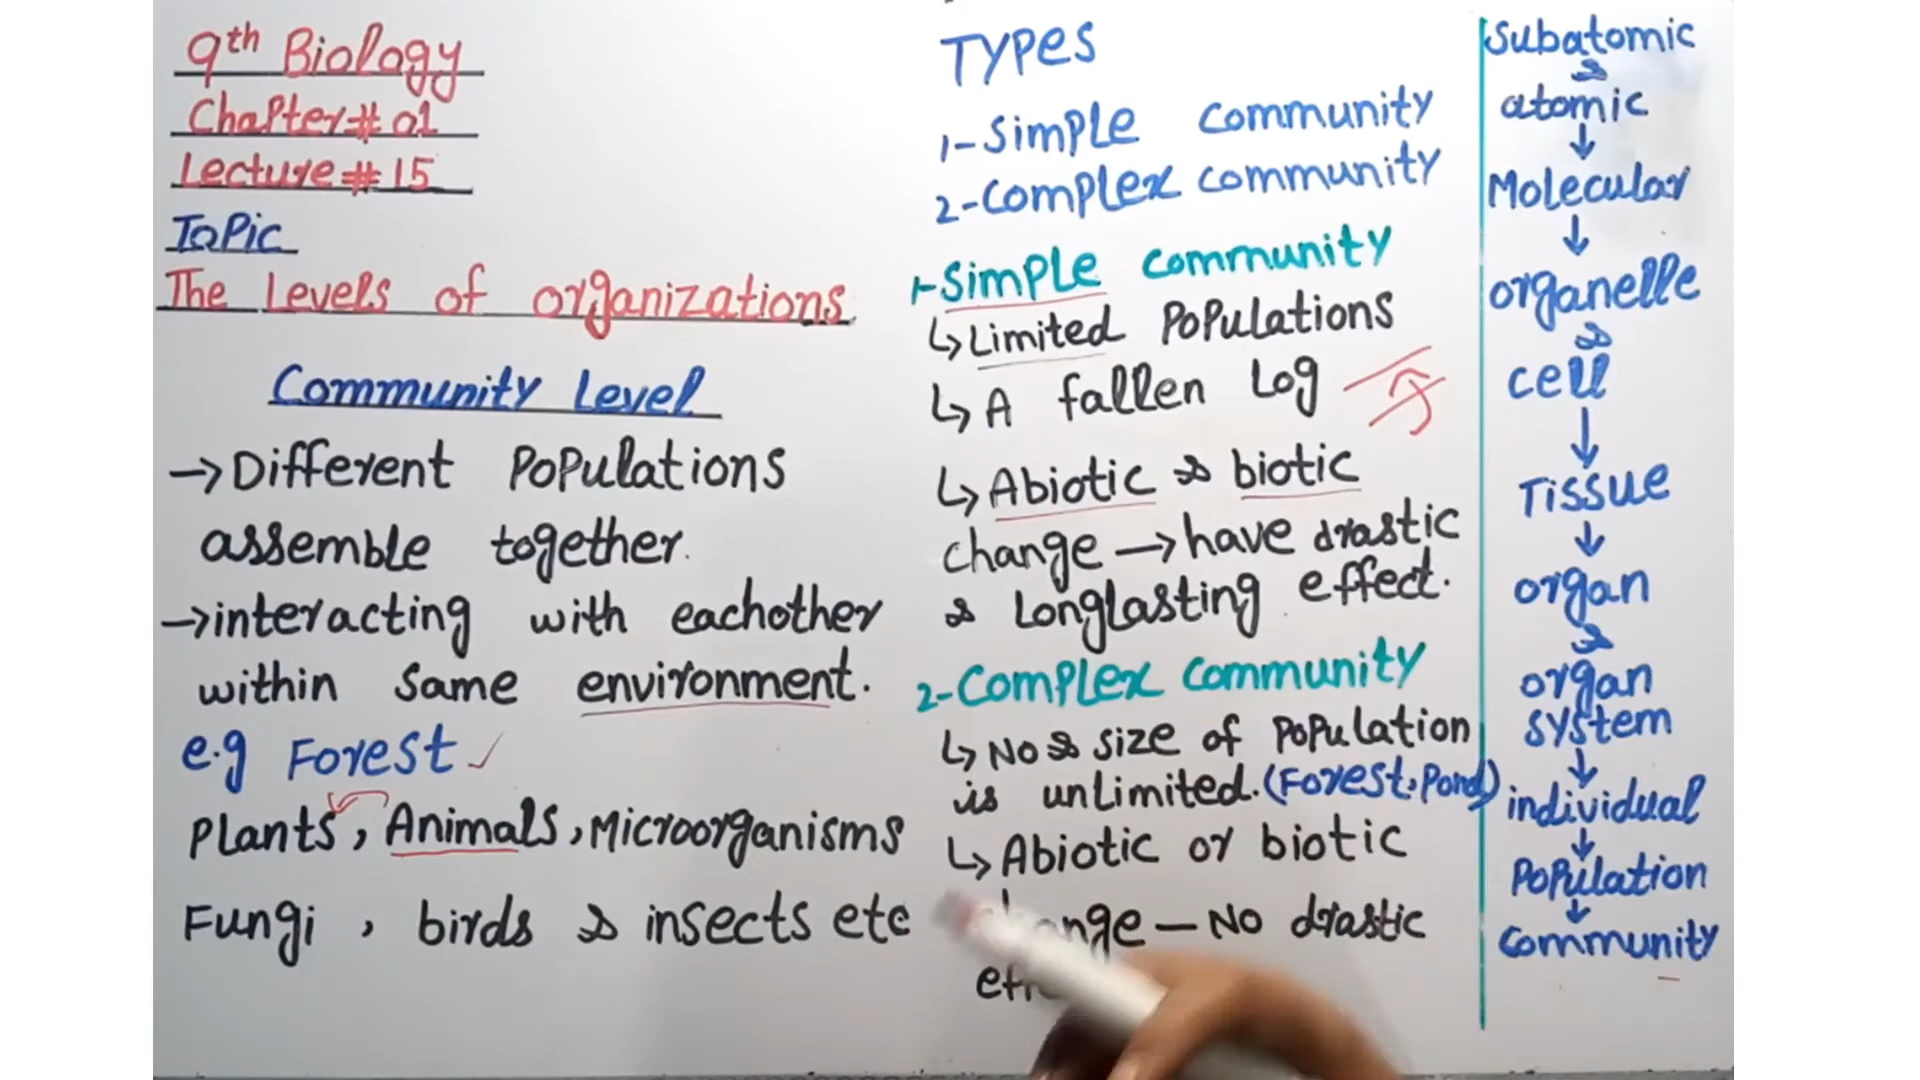 9th Biology
Chapter# 01
Lecture# 15
Topic
The Levels of organizations
Community Level
→Different Populations
assemble together.
→interacting with eachother
within same environment.
e.g Forest
Plants, Animals, Microorganisms
Fungi, birds & insects etc
TYPES
1-Simple community
2-Complex community
1-Simple community
↳Limited Populations
↳A fallen Log
↳Abiotic & biotic
change → have drastic
& Longlasting effect.
2-Complex community
↳No & size of Population
is unlimited. (Forest, Pond)
↳Abiotic or biotic
change – No drastic
Subatomic
&
atomic
↓
Molecular
↓
organelle
&
cell
↓
Tissue
↓
organ
&
organ
system
↓
individual
↓
Population
↓
community